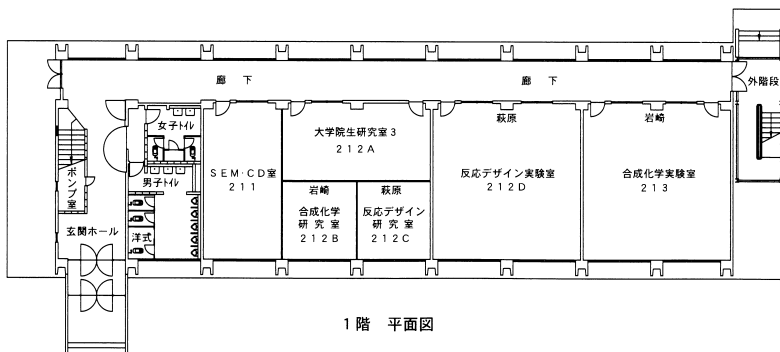 廊 下
廊 下
外階段
女子トイレ
大学院生研究室3
212A
萩原
岩崎
SEM・CD室
211
反応デザイン実験室
212D
合成化学実験室
213
ポンプ室
男子トイレ
岩崎
合成化学
研究室
212B
萩原
反応デザイン
研究室
212C
玄関ホール
洋式
1階 平面図